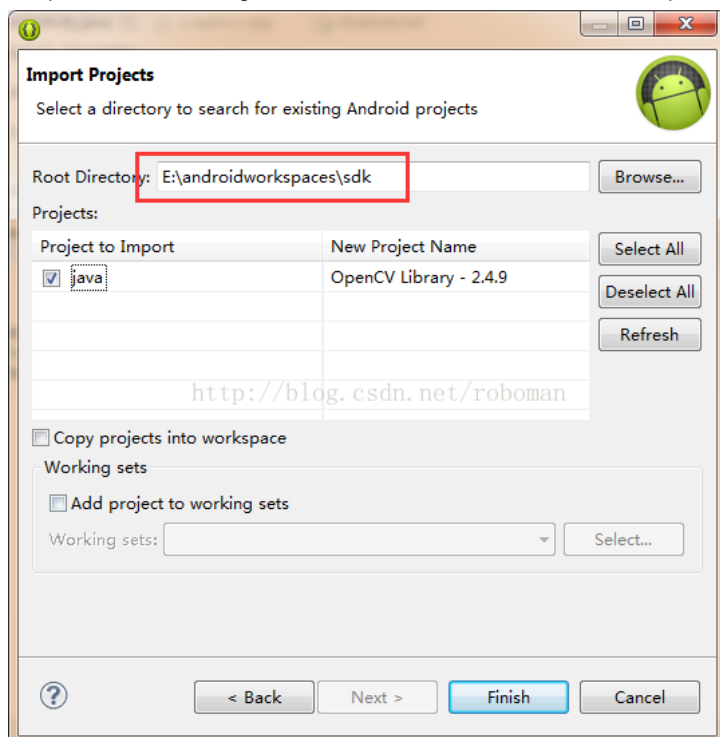 Import Projects
Select a directory to search for existing Android projects
Root Directory: E:\androidworkspaces\sdk
Browse...
Projects:
Project to Import New Project Name
Select All
java OpenCV Library - 2.4.9
Deselect All
Refresh
http://blog.csdn.net/roboman
Copy projects into workspace
Working sets
Add project to working sets
Working sets: Select...
? < Back Next > Finish Cancel